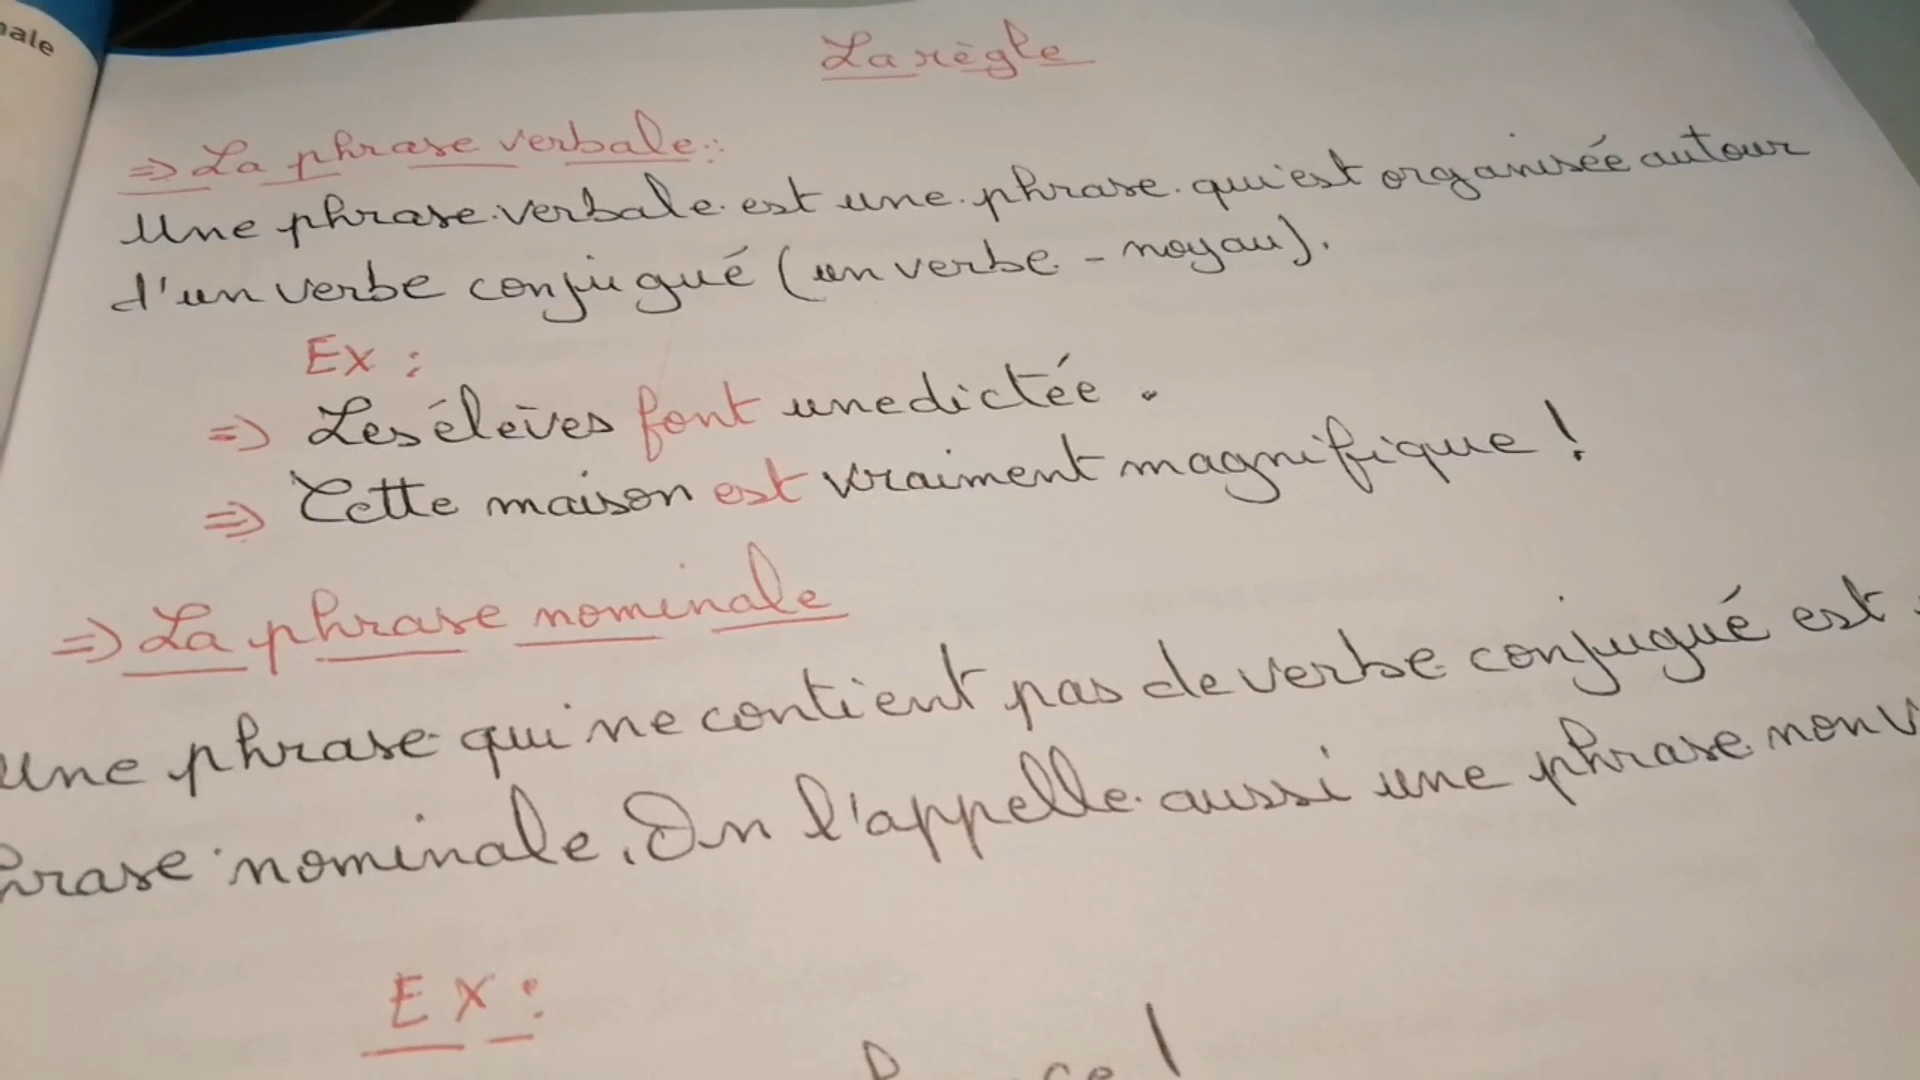 La règle
⇒ La phrase verbale :
Une phrase verbale est une phrase qui est organisée autour
d'un verbe conjugué (un verbe - noyau).
Ex :
⇒ Les élèves font une dictée .
⇒ Cette maison est vraiment magnifique !
⇒ La phrase nominale
Une phrase qui ne contient pas de verbe conjugué est
phrase nominale. On l'appelle aussi une phrase non
Ex :